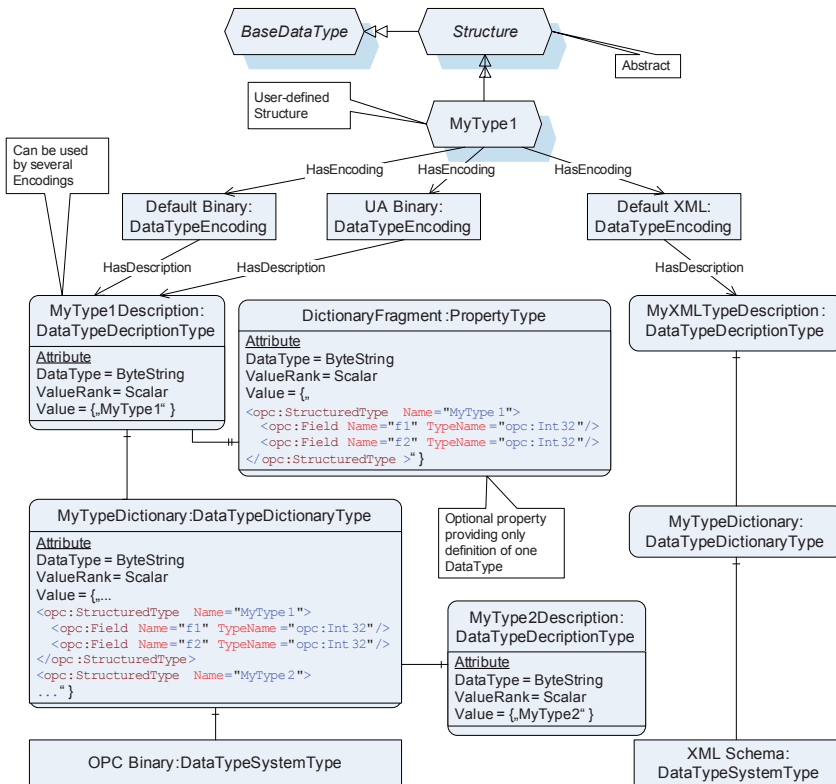 BaseDataType
Structure
Abstract
User-defined
Structure
MyType1
Can be used
by several
Encodings
HasEncoding
HasEncoding
HasEncoding
Default Binary:
DataTypeEncoding
UA Binary:
DataTypeEncoding
Default XML:
DataTypeEncoding
HasDescription
HasDescription
HasDescription
MyType1Description:
DataTypeDecriptionType
Attribute
DataType = ByteString
ValueRank = Scalar
Value = {„MyType1“ }
DictionaryFragment :PropertyType
Attribute
DataType = ByteString
ValueRank = Scalar
Value = {„
<opc:StructuredType Name="MyType1">
<opc:Field Name="f1" TypeName="opc:Int32"/>
<opc:Field Name="f2" TypeName="opc:Int32"/>
</opc:StructuredType >“ }
MyXMLTypeDescription :
DataTypeDecriptionType
Optional property
providing only
definition of one
DataType
MyTypeDictionary:DataTypeDictionaryType
Attribute
DataType = ByteString
ValueRank = Scalar
Value = {„...
<opc:StructuredType Name="MyType1">
<opc:Field Name="f1" TypeName="opc:Int32"/>
<opc:Field Name="f2" TypeName="opc:Int32"/>
</opc:StructuredType>
<opc:StructuredType Name="MyType2">
...“ }
MyTypeDictionary:
DataTypeDictionaryType
MyType2Description:
DataTypeDecriptionType
Attribute
DataType = ByteString
ValueRank = Scalar
Value = {„MyType2“ }
OPC Binary:DataTypeSystemType
XML Schema:
DataTypeSystemType